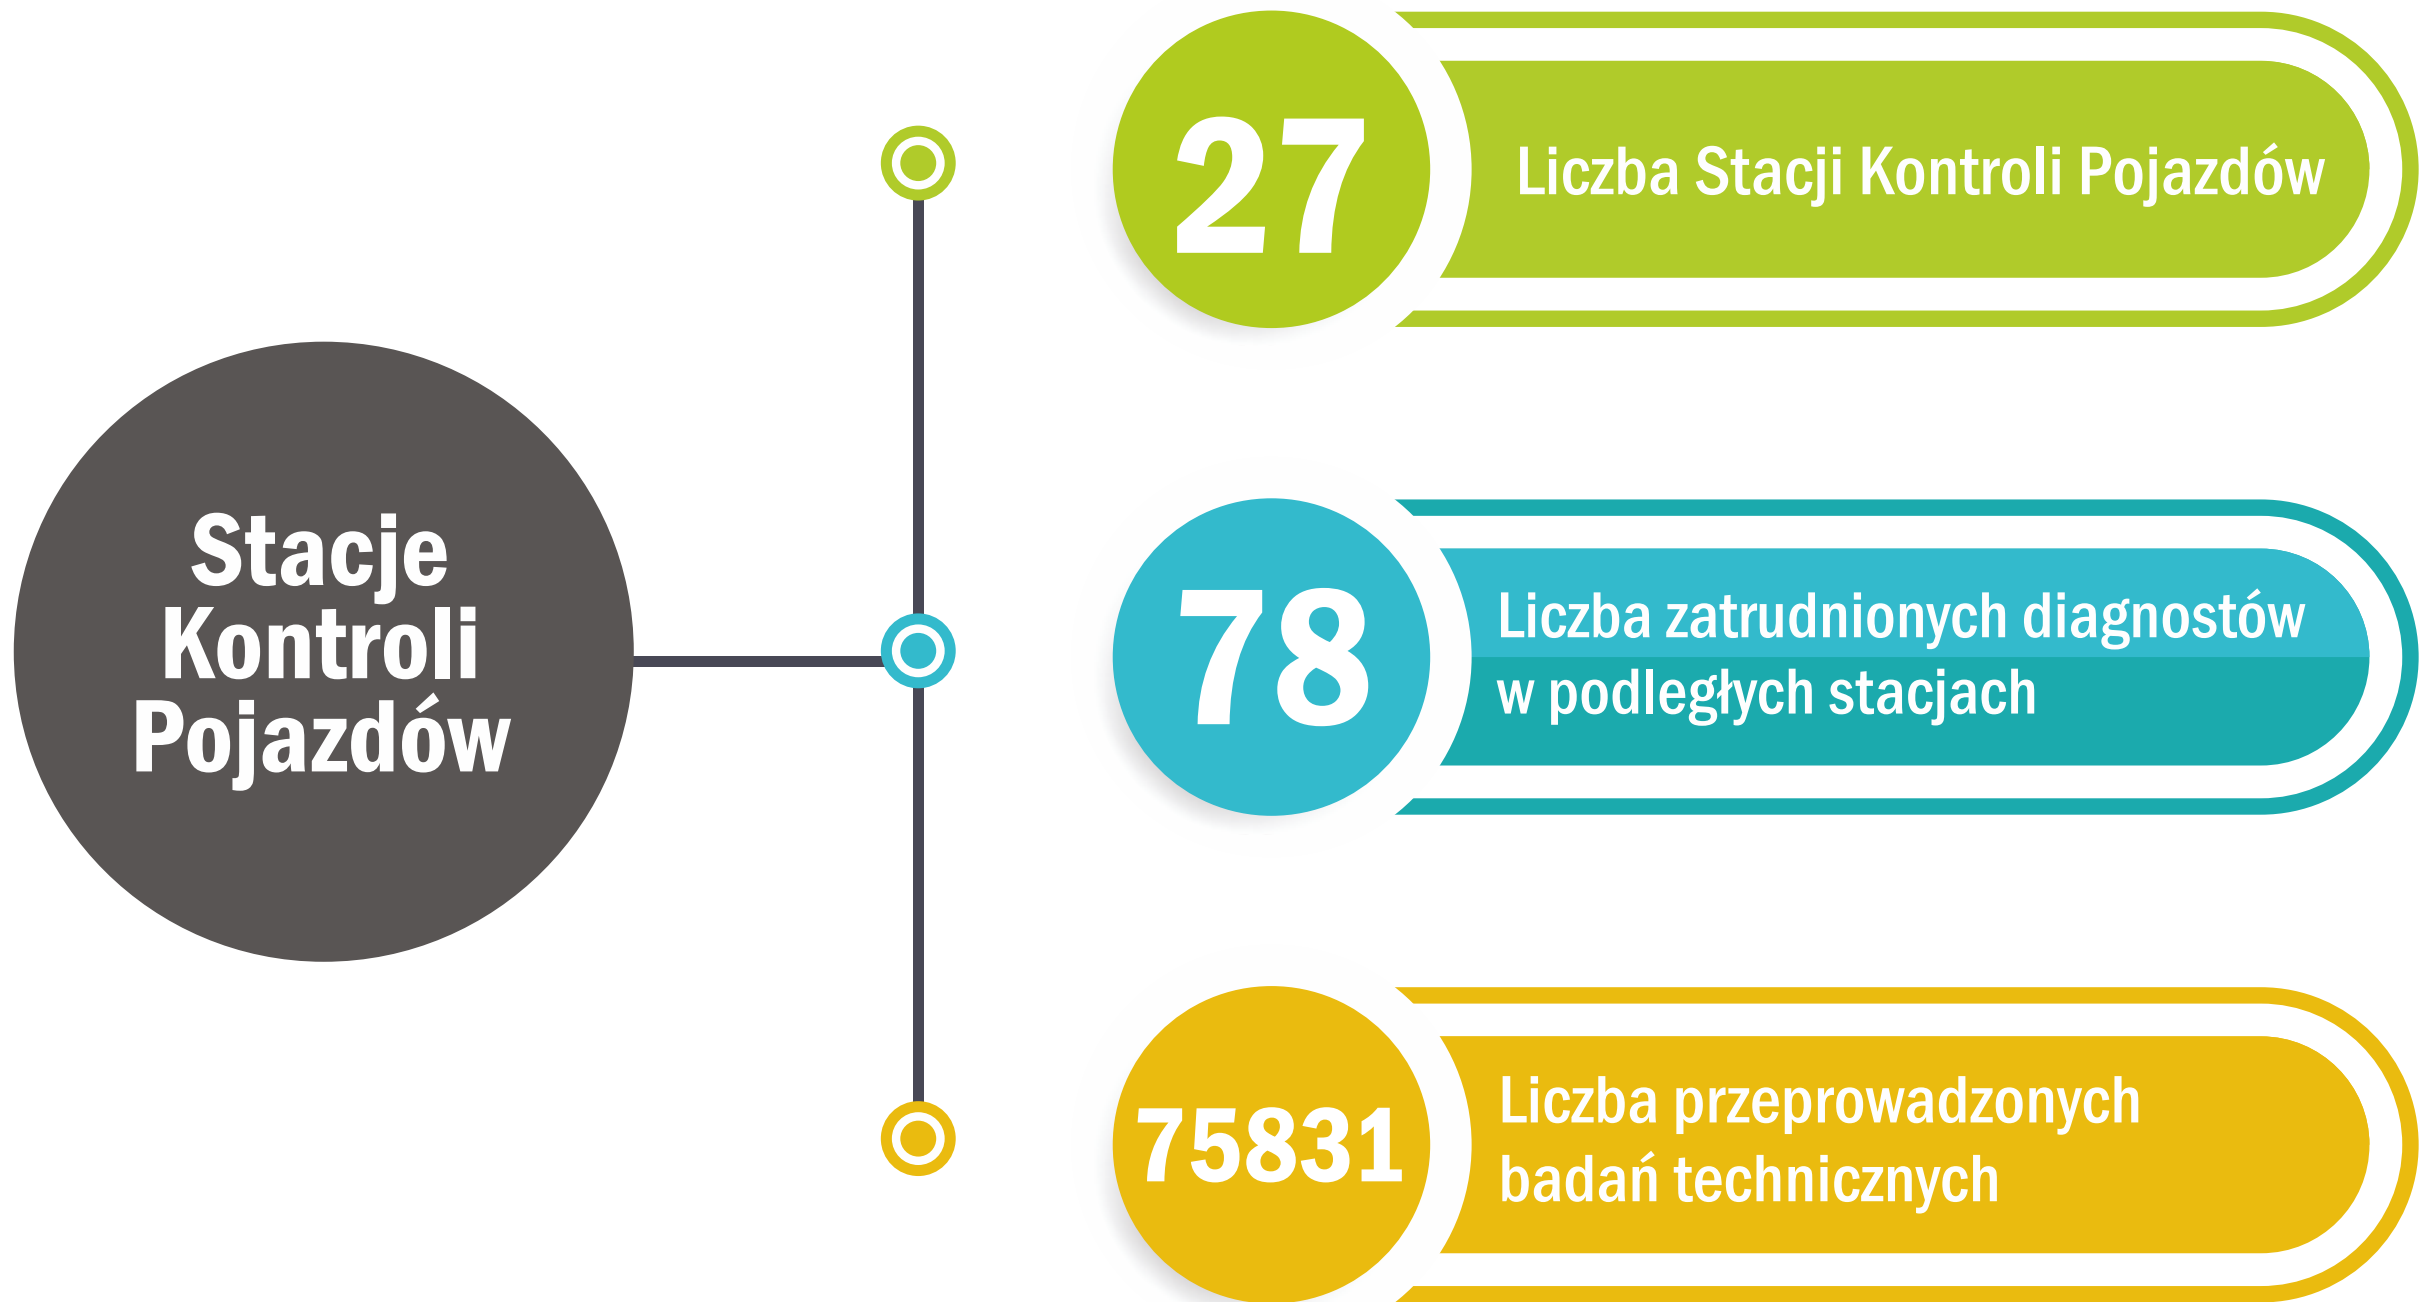 Stacje
Kontroli
Pojazdów
27
Liczba Stacji Kontroli Pojazdów
78
Liczba zatrudnionych diagnostów
w podległych stacjach
75831
Liczba przeprowadzonych
badań technicznych